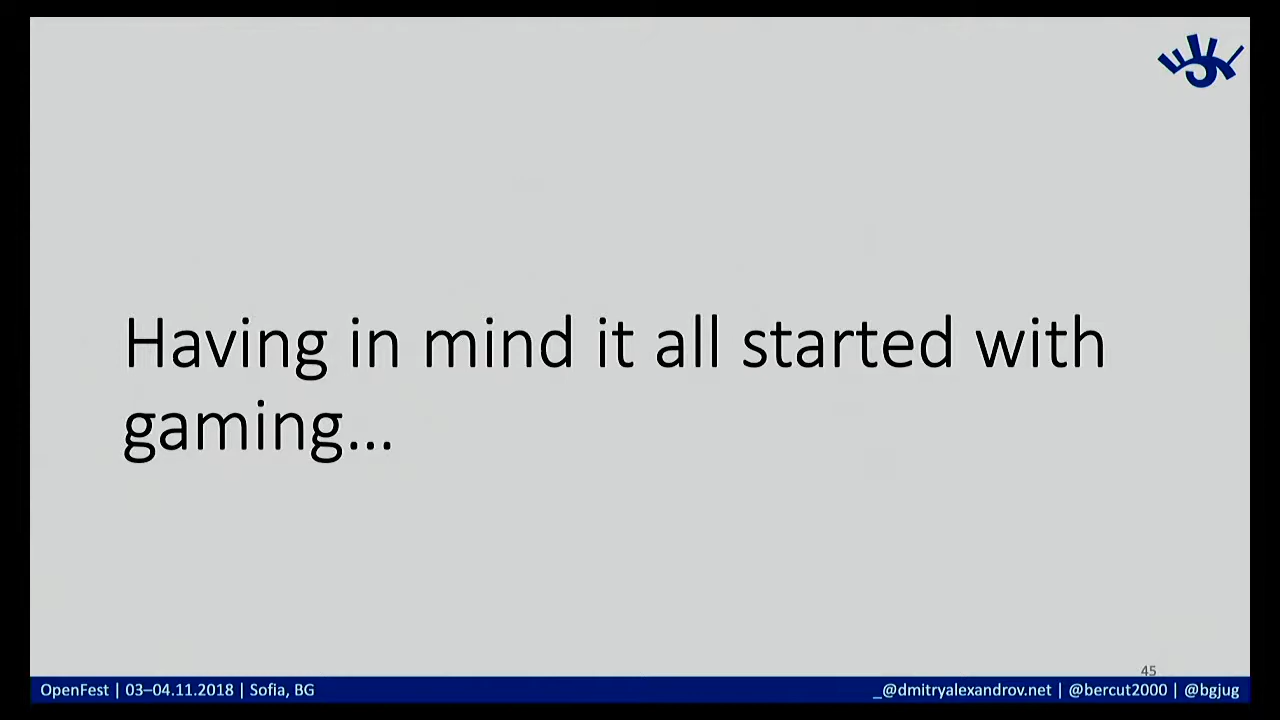 Having in mind it all started with
gaming...
45
OpenFest | 03–04.11.2018 | Sofia, BG
_@dmitryalexandrov.net | @bercut2000 | @bgjug